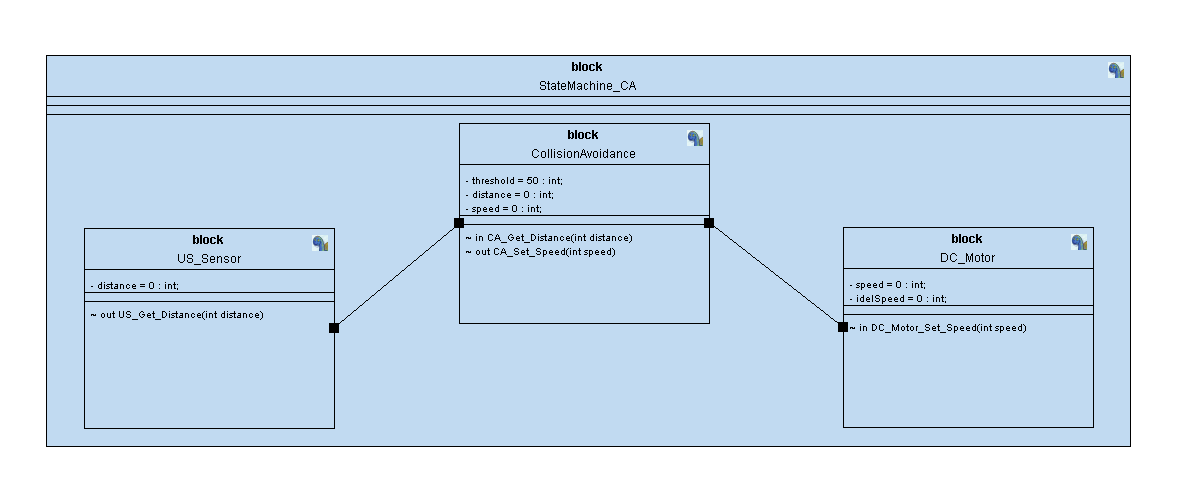 block
StateMachine_CA
block
CollisionAvoidance
- threshold = 50 : int;
- distance = 0 : int;
- speed = 0 : int;
~ in CA_Get_Distance(int distance)
~ out CA_Set_Speed(int speed)
block
US_Sensor
- distance = 0 : int;
~ out US_Get_Distance(int distance)
block
DC_Motor
- speed = 0 : int;
- idelSpeed = 0 : int;
~ in DC_Motor_Set_Speed(int speed)